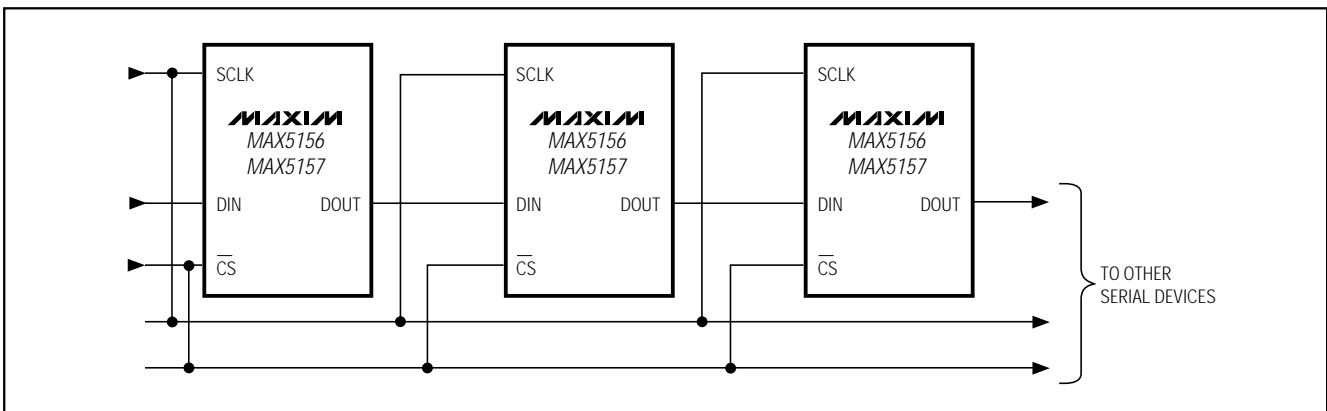 SCLK
MAXIM
MAX5156
MAX5157
DIN DOUT
CS
SCLK
MAXIM
MAX5156
MAX5157
DIN DOUT
CS
SCLK
MAXIM
MAX5156
MAX5157
DIN DOUT
CS
TO OTHER
SERIAL DEVICES